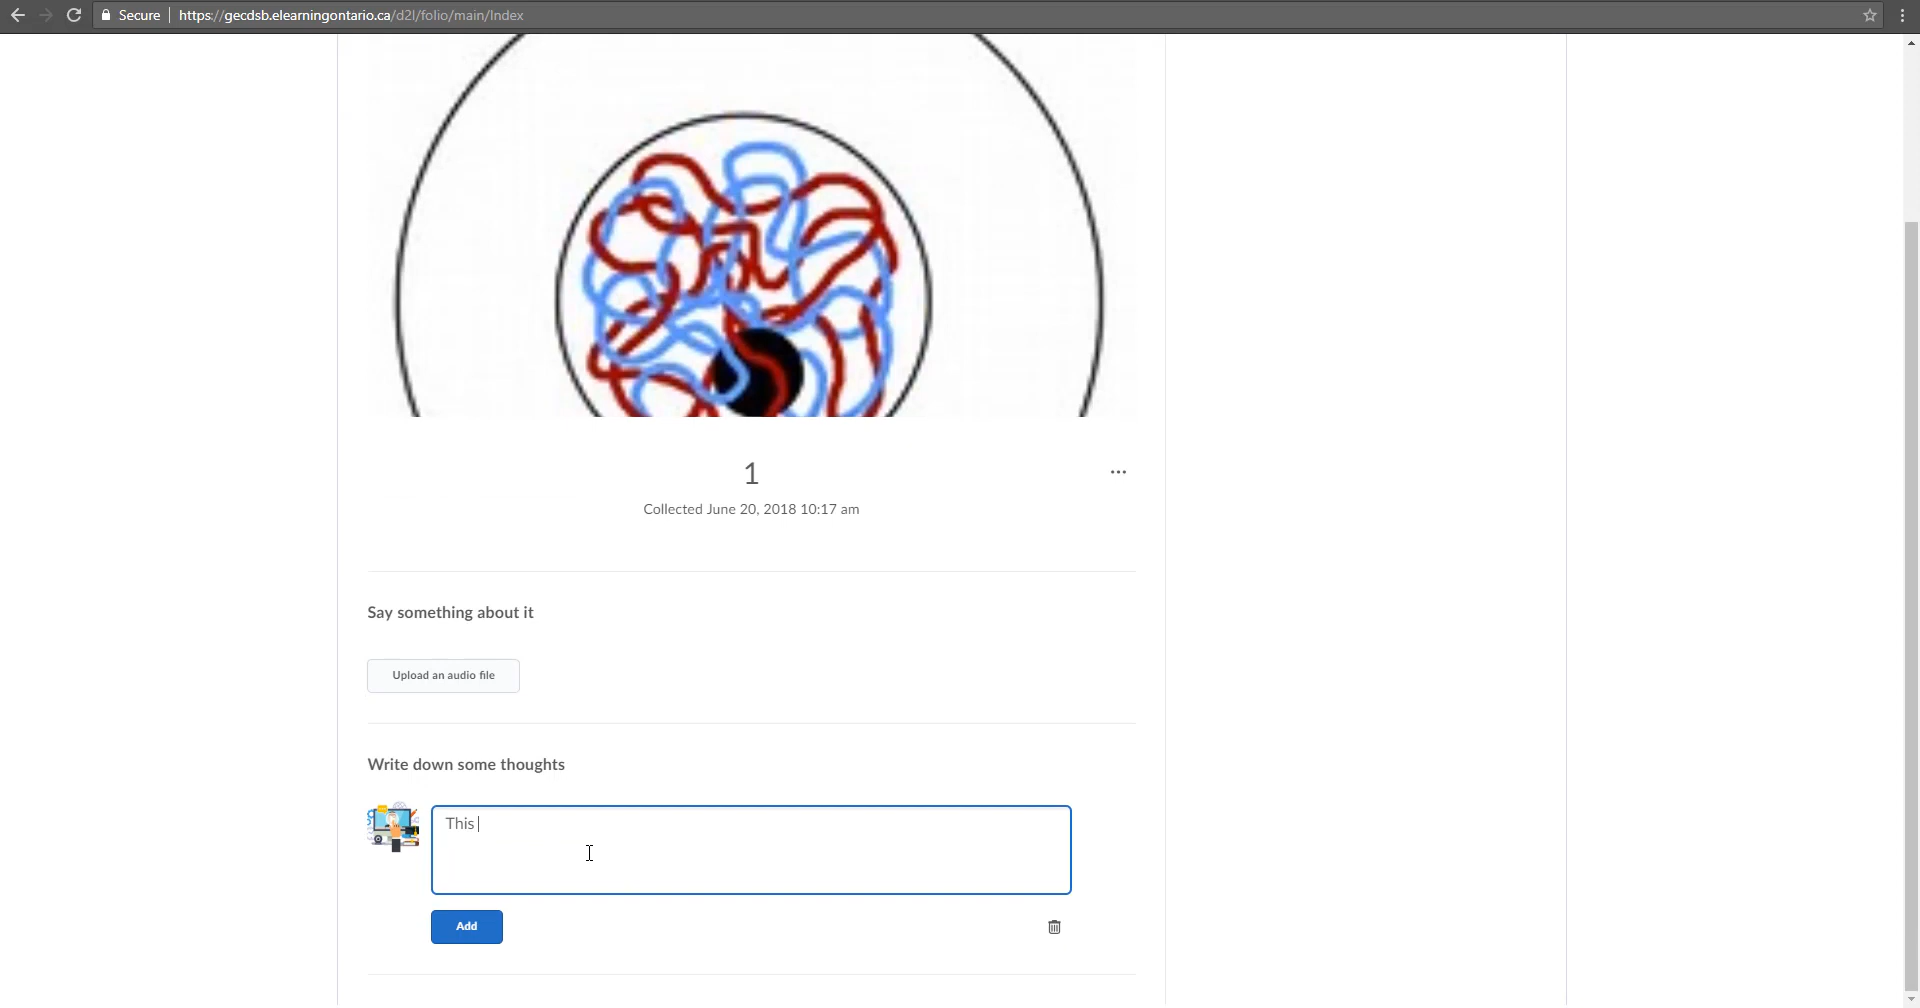 Secure https://gecdsb.elearningontario.ca/d2l/folio/main/Index
1
Collected June 20, 2018 10:17 am
Say something about it
Upload an audio file
Write down some thoughts
This
Add